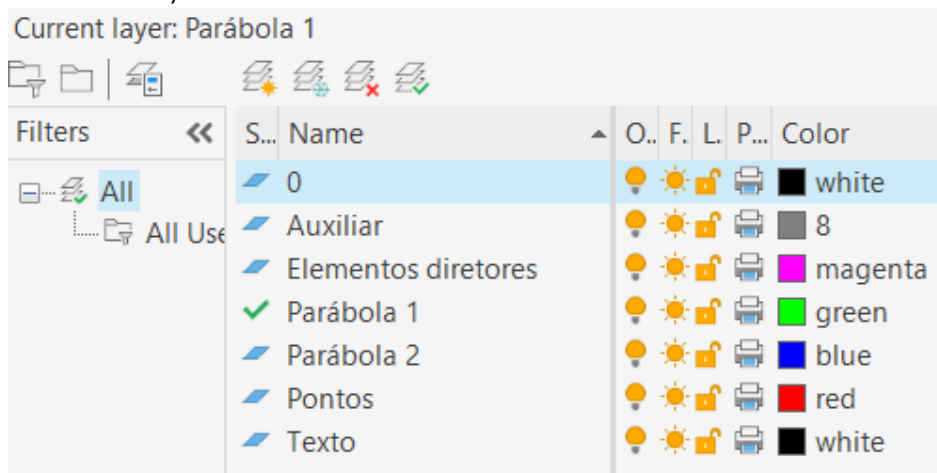 Current layer: Parábola 1
Filters « S... Name O.. F. L. P... Color
All 0 white
All Use Auxiliar 8
Elementos diretores magenta
Parábola 1 green
Parábola 2 blue
Pontos red
Texto white